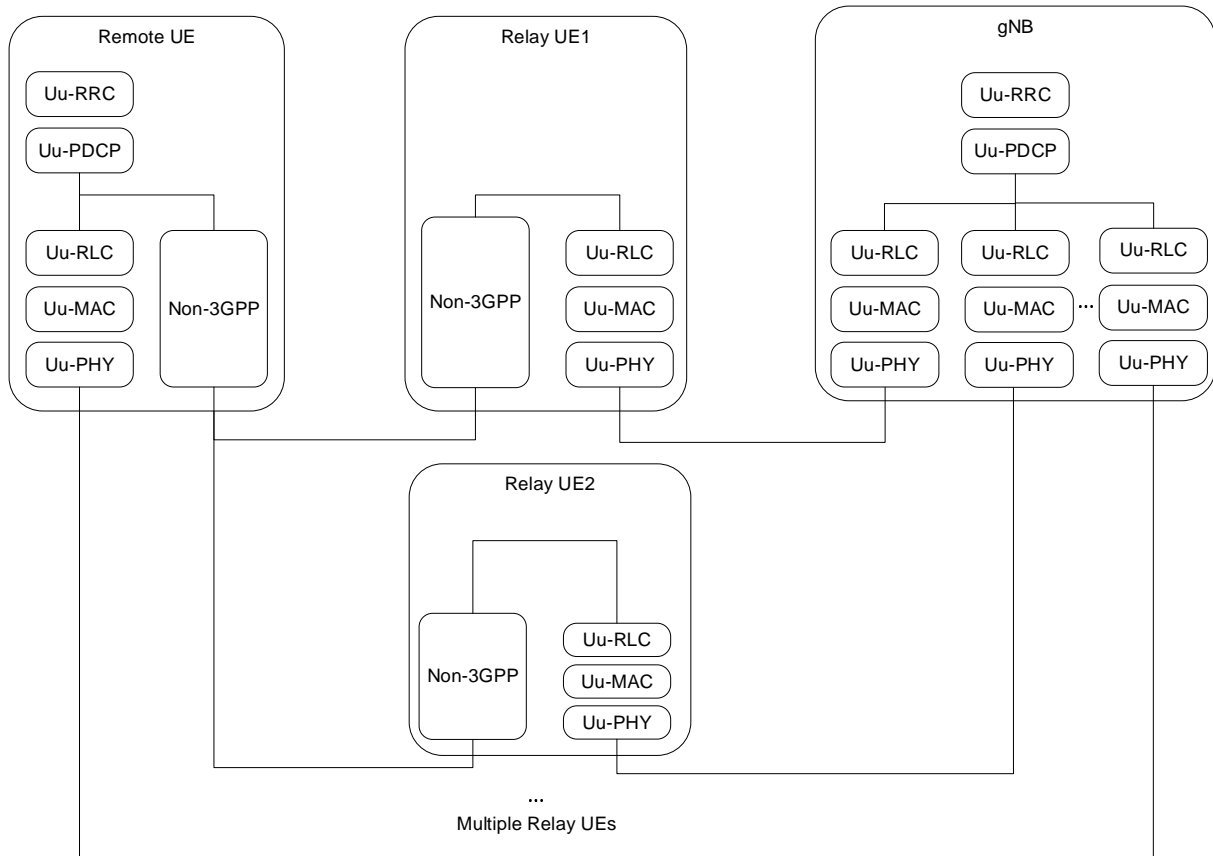 Remote UE
Uu-RRC
Uu-PDCP
Uu-RLC
Uu-MAC
Uu-PHY
Non-3GPP
Relay UE1
Non-3GPP
Uu-RLC
Uu-MAC
Uu-PHY
gNB
Uu-RRC
Uu-PDCP
Uu-RLC
Uu-MAC
Uu-PHY
Uu-RLC
Uu-MAC
Uu-PHY
...
Uu-RLC
Uu-MAC
Uu-PHY
Relay UE2
Non-3GPP
Uu-RLC
Uu-MAC
Uu-PHY
...
Multiple Relay UEs